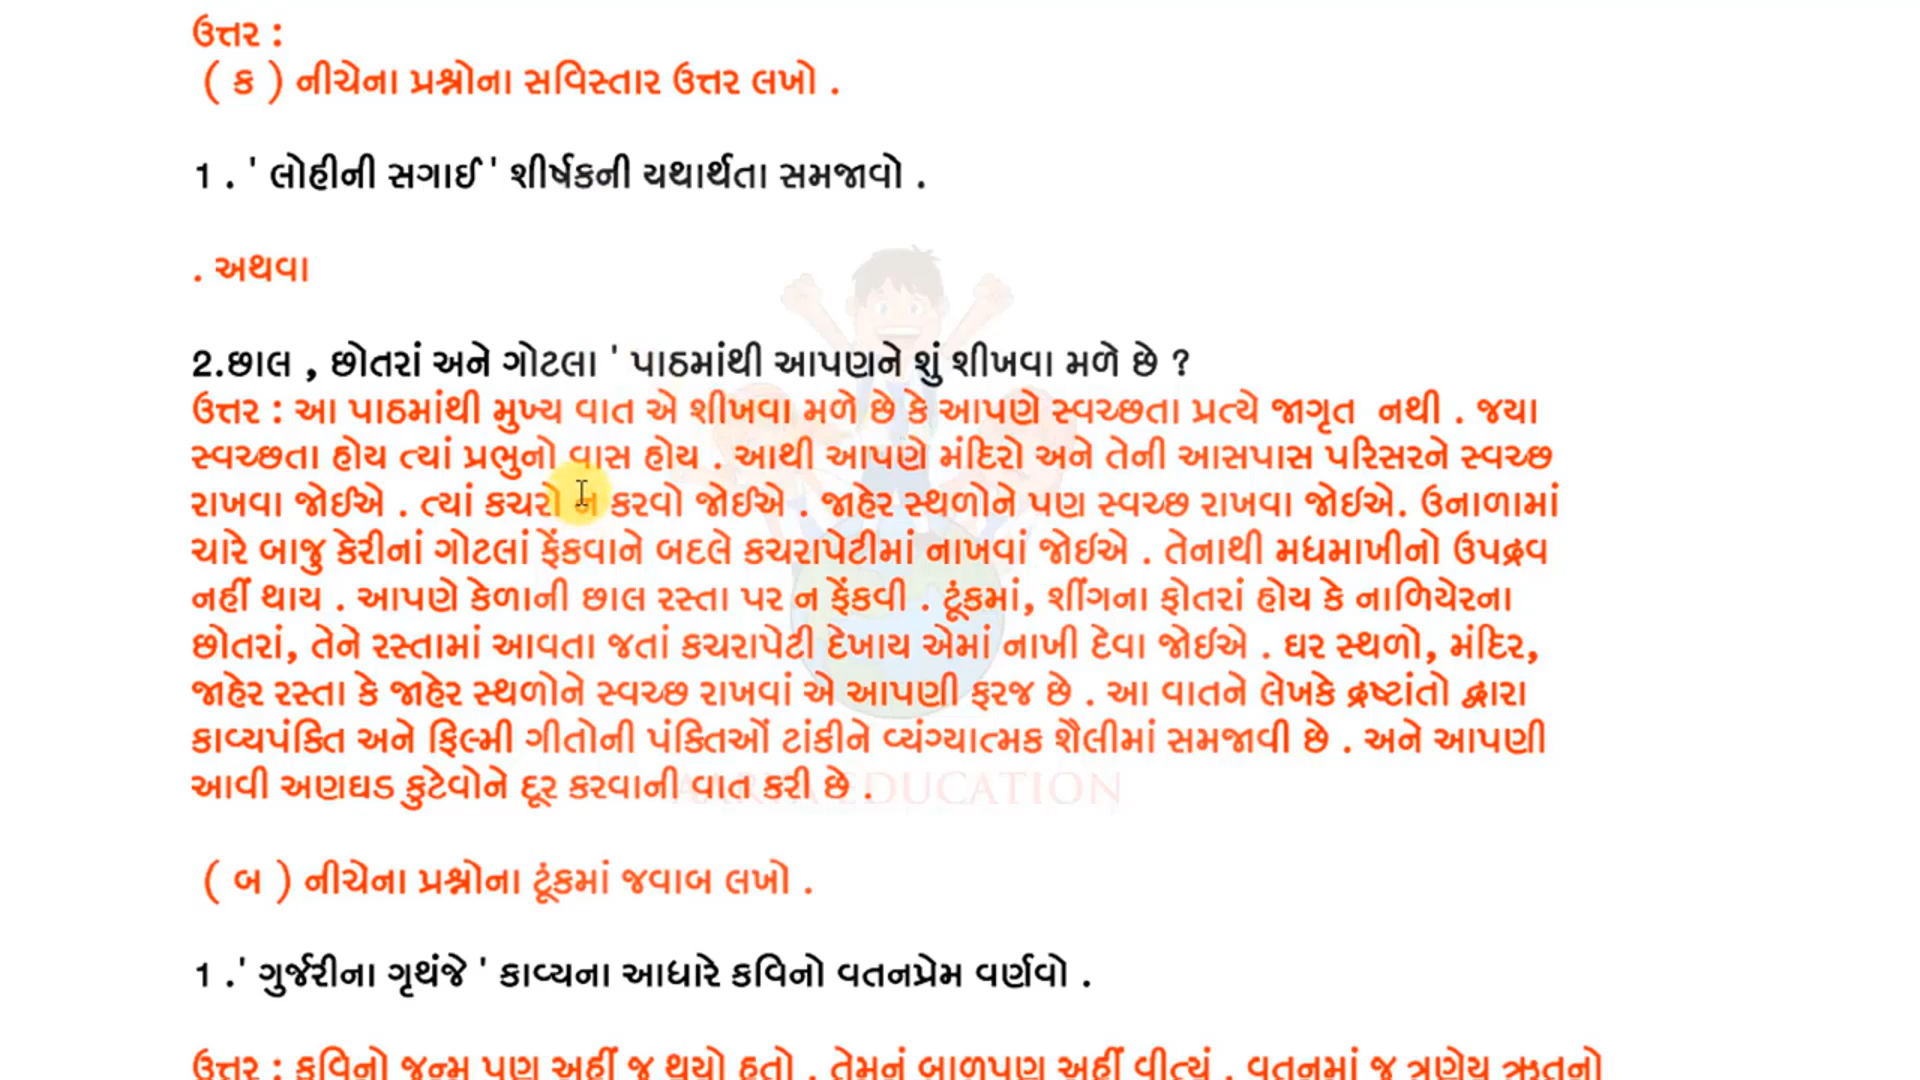 ઉત્તર :
( ક ) નીચેના પ્રશ્નોના સવિસ્તાર ઉત્તર લખો .
1 . ' લોહીની સગાઈ ' શીર્ષકની યથાર્થતા સમજાવો .
. અથવા
2.છાલ , છોતરાં અને ગોટલા ' પાઠમાંથી આપણને શું શીખવા મળે છે ?
ઉત્તર : આ પાઠમાંથી મુખ્ય વાત એ શીખવા મળે છે કે આપણે સ્વચ્છતા પ્રત્યે જાગૃત નથી . જયા
સ્વચ્છતા હોય ત્યાં પ્રભુનો વાસ હોય . આથી આપણે મંદિરો અને તેની આસપાસ પરિસરને સ્વચ્છ
રાખવા જોઈએ . ત્યાં કચરો ન કરવો જોઈએ . જાહેર સ્થળોને પણ સ્વચ્છ રાખવા જોઈએ. ઉનાળામાં
ચારે બાજુ કેરીનાં ગોટલાં ફેંકવાને બદલે કચરાપેટીમાં નાખવાં જોઈએ . તેનાથી મધમાખીનો ઉપદ્રવ
નહીં થાય . આપણે કેળાની છાલ રસ્તા પર ન ફેંકવી . ટૂંકમાં, શીંગના ફોતરાં હોય કે નાળિયેરના
છોતરાં, તેને રસ્તામાં આવતા જતાં કચરાપેટી દેખાય એમાં નાખી દેવા જોઈએ . ઘર સ્થળો, મંદિર,
જાહેર રસ્તા કે જાહેર સ્થળોને સ્વચ્છ રાખવાં એ આપણી ફરજ છે . આ વાતને લેખકે દ્રષ્ટાંતો દ્વારા
કાવ્યપંક્તિ અને ફિલ્મી ગીતોની પંક્તિઓં ટાંકીને વ્યંગ્યાત્મક શૈલીમાં સમજાવી છે . અને આપણી
આવી અણઘડ કુટેવોને દૂર કરવાની વાત કરી છે .
EDUCATION
( બ ) નીચેના પ્રશ્નોના ટૂંકમાં જવાબ લખો .
1 .' ગુર્જરીના ગૃથંજે ' કાવ્યના આધારે કવિનો વતનપ્રેમ વર્ણવો .
ઉત્તર : કવિનો જન્મ પણ અહીં જ થયો હતો . તેમનું બાળપણ અહીં વીત્યું . વતનમાં જ ત્રણેય ઋતુનો